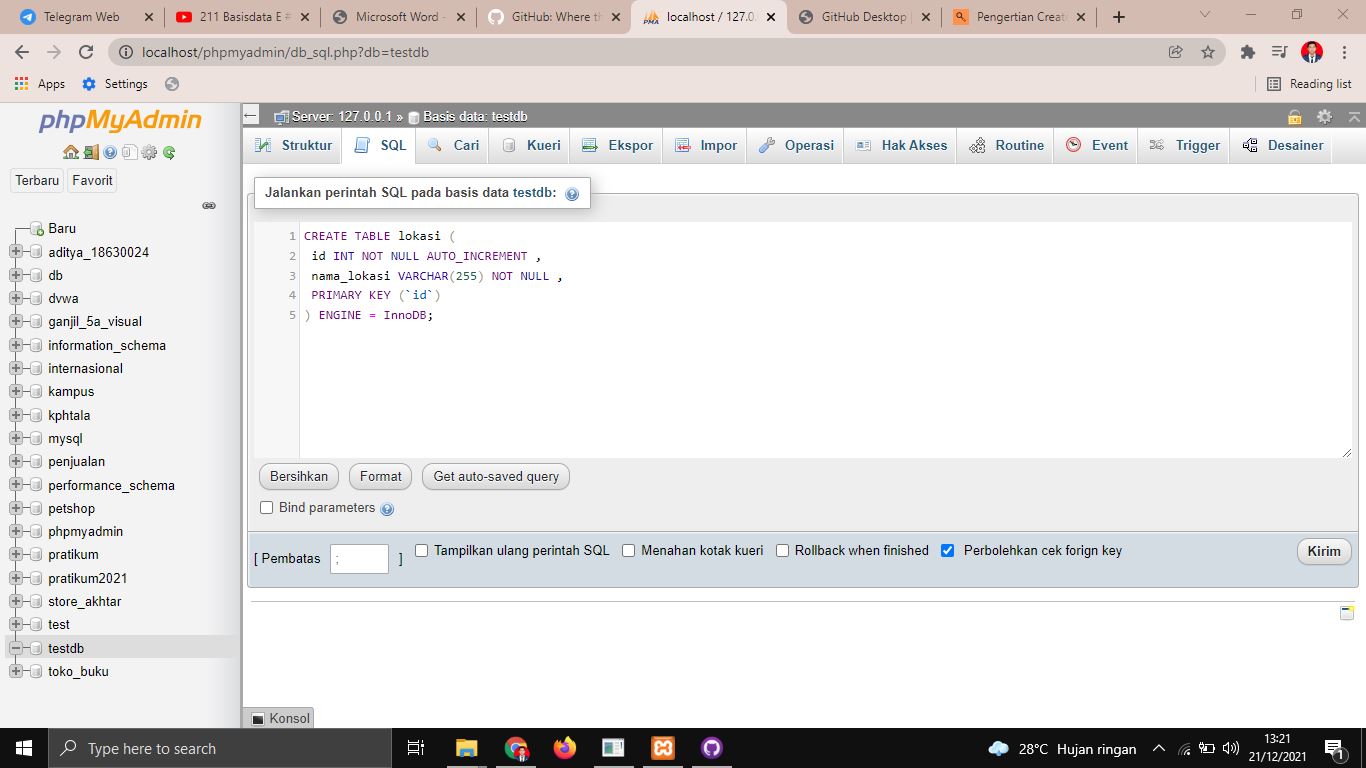 Telegram Web
211 Basisdata E #
Microsoft Word -
GitHub: Where th
localhost / 127.0.
GitHub Desktop
Pengertian Creat
localhost/phpmyadmin/db_sql.php?db=testdb
Apps
Settings
Reading list
phpMyAdmin
Terbaru
Favorit
Baru
aditya_18630024
db
dvwa
ganjil_5a_visual
information_schema
internasional
kampus
kphtala
mysql
penjualan
performance_schema
petshop
phpmyadmin
pratikum
pratikum2021
store_akhtar
test
testdb
toko_buku
Server: 127.0.0.1 » Basis data: testdb
Struktur
SQL
Cari
Kueri
Ekspor
Impor
Operasi
Hak Akses
Routine
Event
Trigger
Desainer
Jalankan perintah SQL pada basis data testdb:
1 CREATE TABLE lokasi (
2 id INT NOT NULL AUTO_INCREMENT ,
3 nama_lokasi VARCHAR(255) NOT NULL ,
4 PRIMARY KEY (`id`)
5 ) ENGINE = InnoDB;
Bersihkan
Format
Get auto-saved query
Bind parameters
[ Pembatas ; ]
Tampilkan ulang perintah SQL
Menahan kotak kueri
Rollback when finished
Perbolehkan cek forign key
Kirim
Konsol
Type here to search
28°C Hujan ringan
13:21
21/12/2021
1